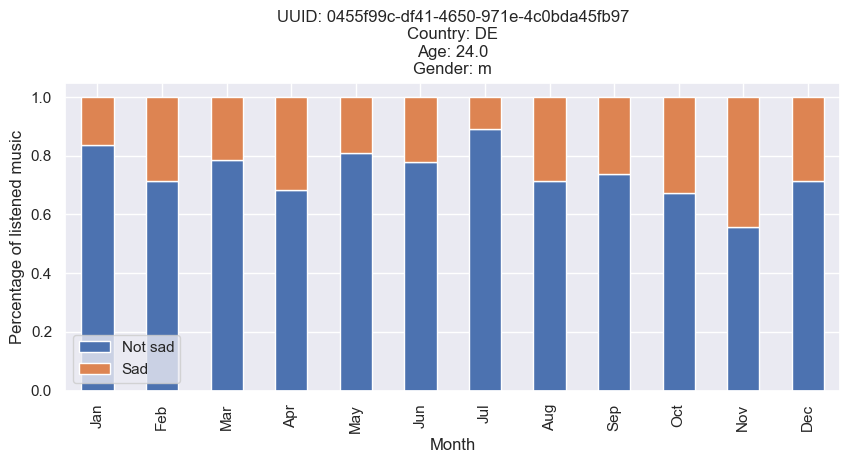 UUID: 0455f99c-df41-4650-971e-4c0bda45fb97
Country: DE
Age: 24.0
Gender: m
Percentage of listened music
1.0
0.8
0.6
0.4
0.2
0.0
Not sad
Sad
Jan
Feb
Mar
Apr
May
Jun
Jul
Aug
Sep
Oct
Nov
Dec
Month